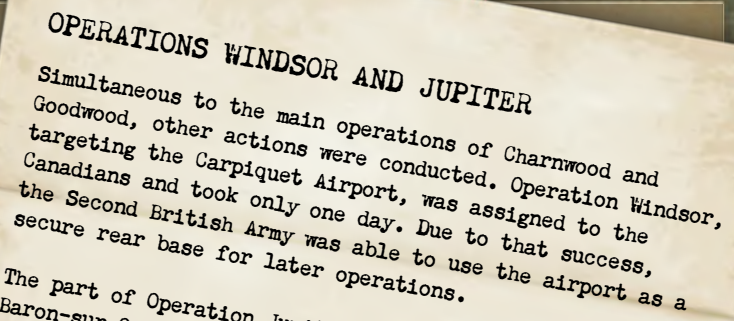 OPERATIONS WINDSOR AND JUPITER
Simultaneous to the main operations of Charnwood and
Goodwood, other actions were conducted. Operation Windsor,
targeting the Carpiquet Airport, was assigned to the
Canadians and took only one day. Due to that success,
the Second British Army was able to use the airport as a
secure rear base for later operations.
The part of Operation